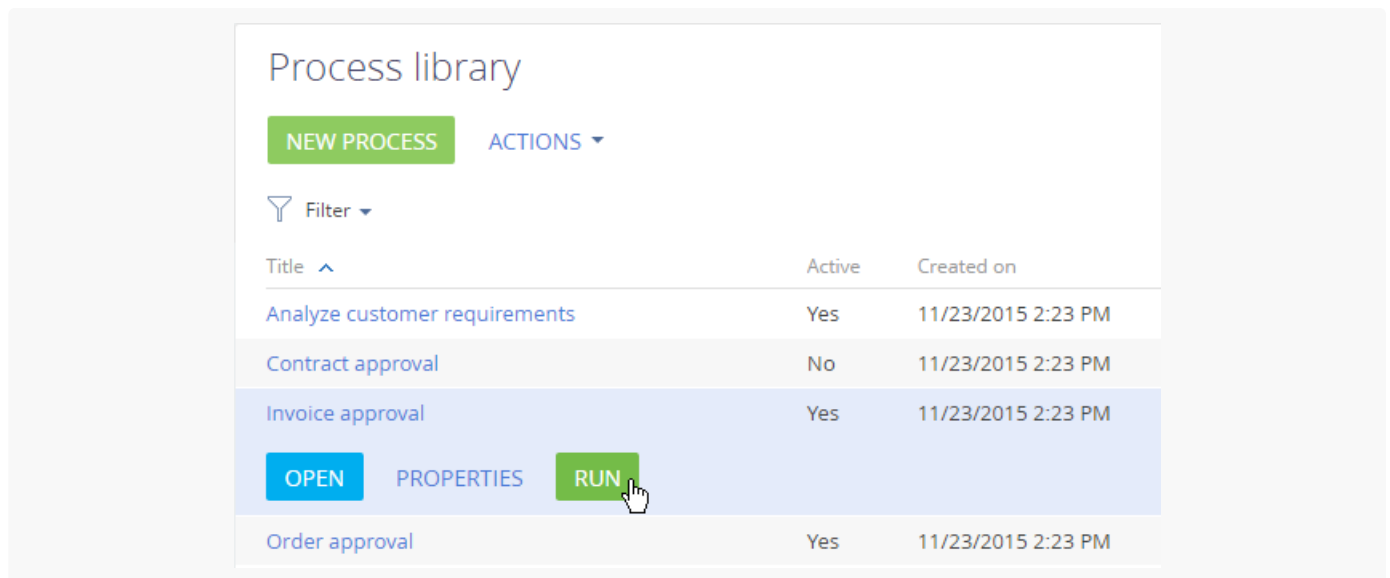 Process library
NEW PROCESS ACTIONS
Filter
Title Active Created on
Analyze customer requirements Yes 11/23/2015 2:23 PM
Contract approval No 11/23/2015 2:23 PM
Invoice approval Yes 11/23/2015 2:23 PM
OPEN PROPERTIES RUN
Order approval Yes 11/23/2015 2:23 PM